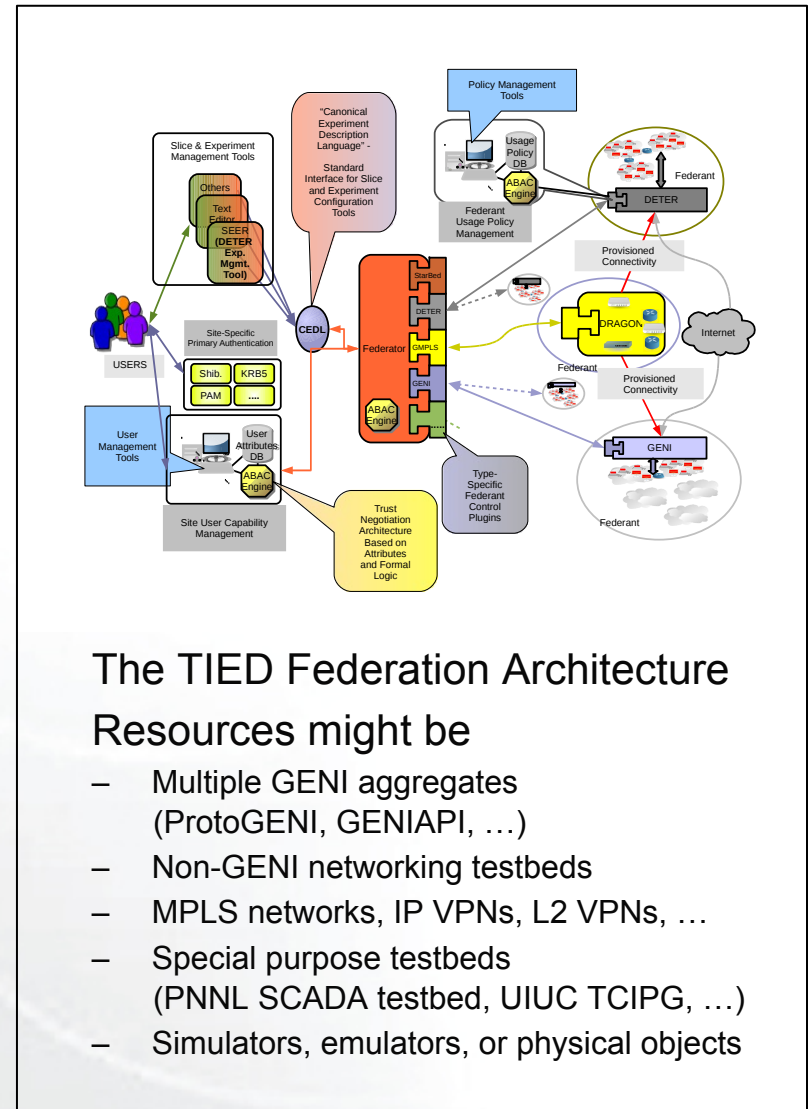 Policy Management
Tools
"Canonical
Experiment
Description
Language" -
Standard
Interface for Slice
and Experiment
Configuration
Tools
Slice & Experiment
Management Tools
Others
Text
Editor
SEER
(DETER
Exp.
Mgmt.
Tool)
Usage
Policy
DB
ABAC
Engine
Federant
Usage Policy
Management
Federant
DETER
Provisioned
Connectivity
StarBed
DETER
GMPLS
GENI
......
Federator
ABAC
Engine
CEDL
DRAGON
Internet
Federant
Provisioned
Connectivity
USERS
Site-Specific
Primary Authentication
Shib.
KRB5
PAM
....
User
Management
Tools
User
Attributes
DB
ABAC
Engine
Site User Capability
Management
Trust
Negotiation
Architecture
Based on
Attributes
and Formal
Logic
Type-
Specific
Federant
Control
Plugins
GENI
Federant
The TIED Federation Architecture
Resources might be
– Multiple GENI aggregates
(ProtoGENI, GENIAPI, …)
– Non-GENI networking testbeds
– MPLS networks, IP VPNs, L2 VPNs, …
– Special purpose testbeds
(PNNL SCADA testbed, UIUC TCIPG, …)
– Simulators, emulators, or physical objects